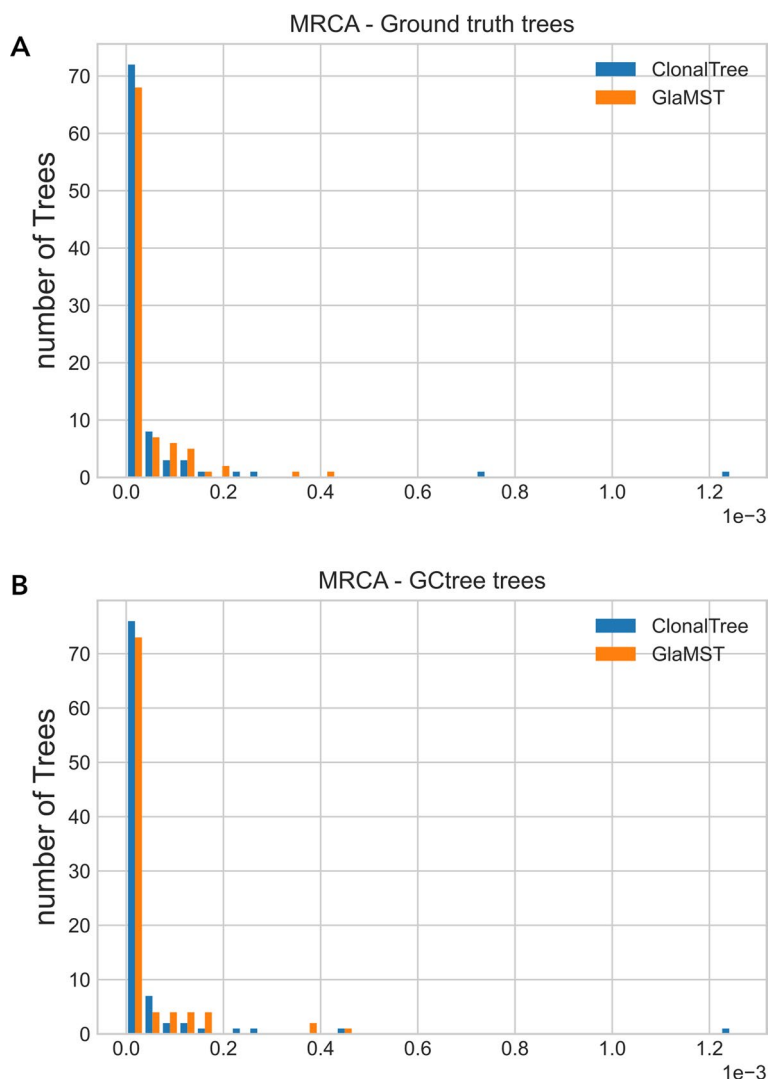 A
MRCA - Ground truth trees
ClonalTree
GlaMST
number of Trees
70
60
50
40
30
20
10
0
0.0 0.2 0.4 0.6 0.8 1.0 1.2
1e−3
B
MRCA - GCtree trees
ClonalTree
GlaMST
number of Trees
70
60
50
40
30
20
10
0
0.0 0.2 0.4 0.6 0.8 1.0 1.2
1e−3